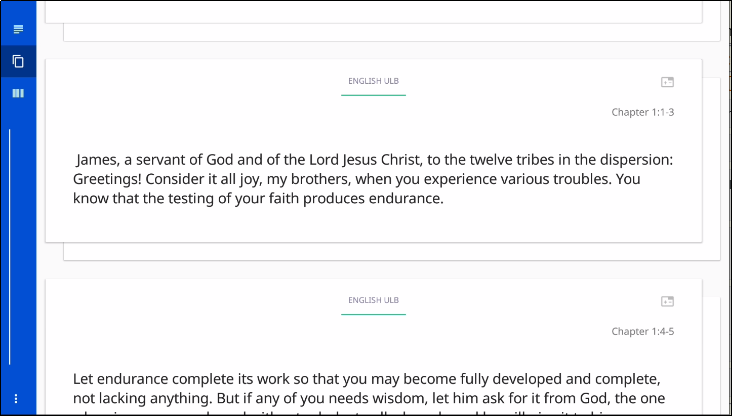 ENGLISH ULB
Chapter 1:1-3
James, a servant of God and of the Lord Jesus Christ, to the twelve tribes in the dispersion:
Greetings! Consider it all joy, my brothers, when you experience various troubles. You
know that the testing of your faith produces endurance.
ENGLISH ULB
Chapter 1:4-5
Let endurance complete its work so that you may become fully developed and complete,
not lacking anything. But if any of you needs wisdom, let him ask for it from God, the one